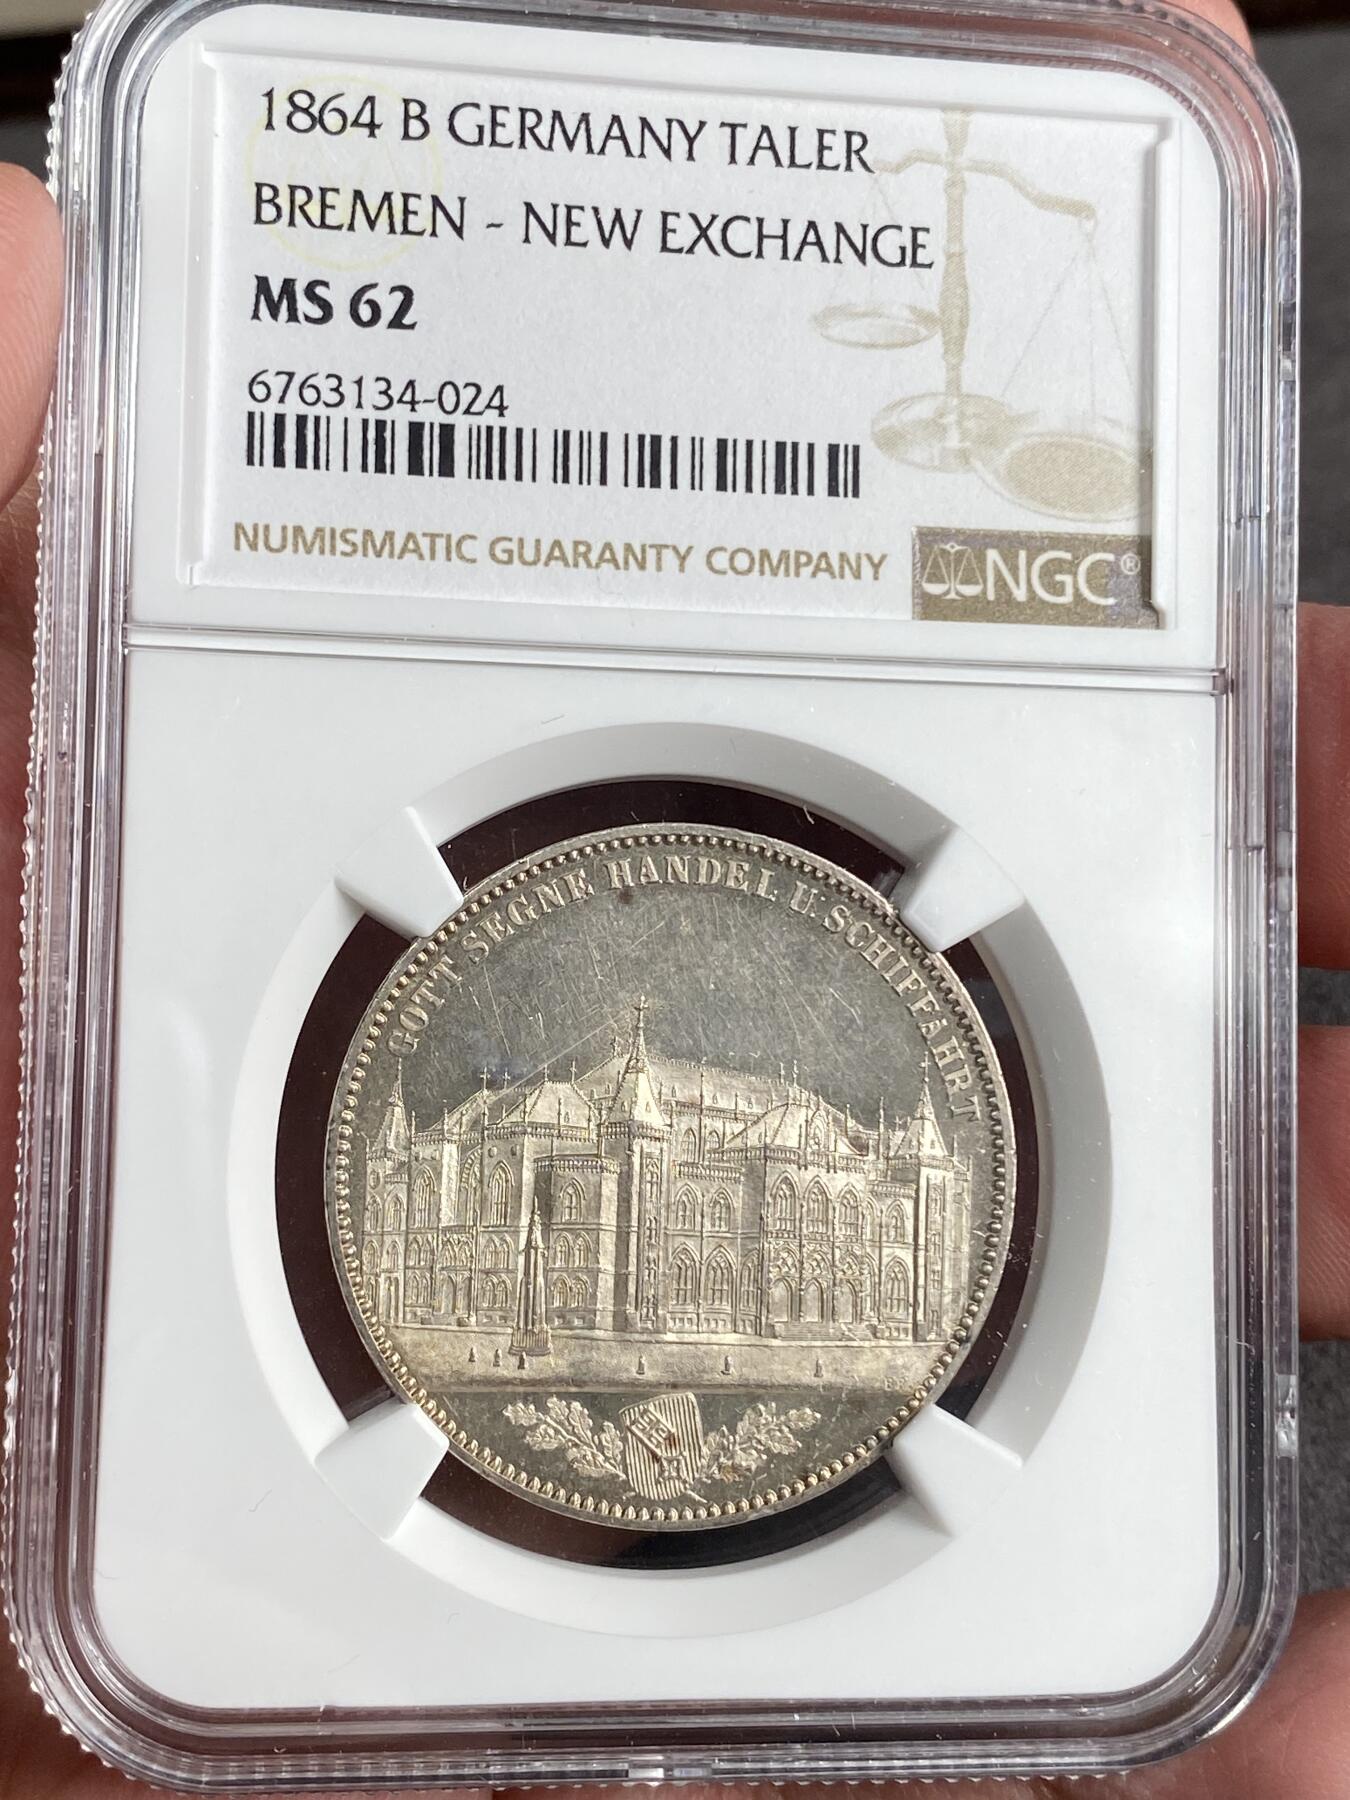 1864 B GERMANY TALER
BREMEN - NEW EXCHANGE
MS 62
6763134-024
NUMISMATIC GUARANTY COMPANY
NGC®
GOTT SEGNE HANDEL U. SCHIFFAHRT